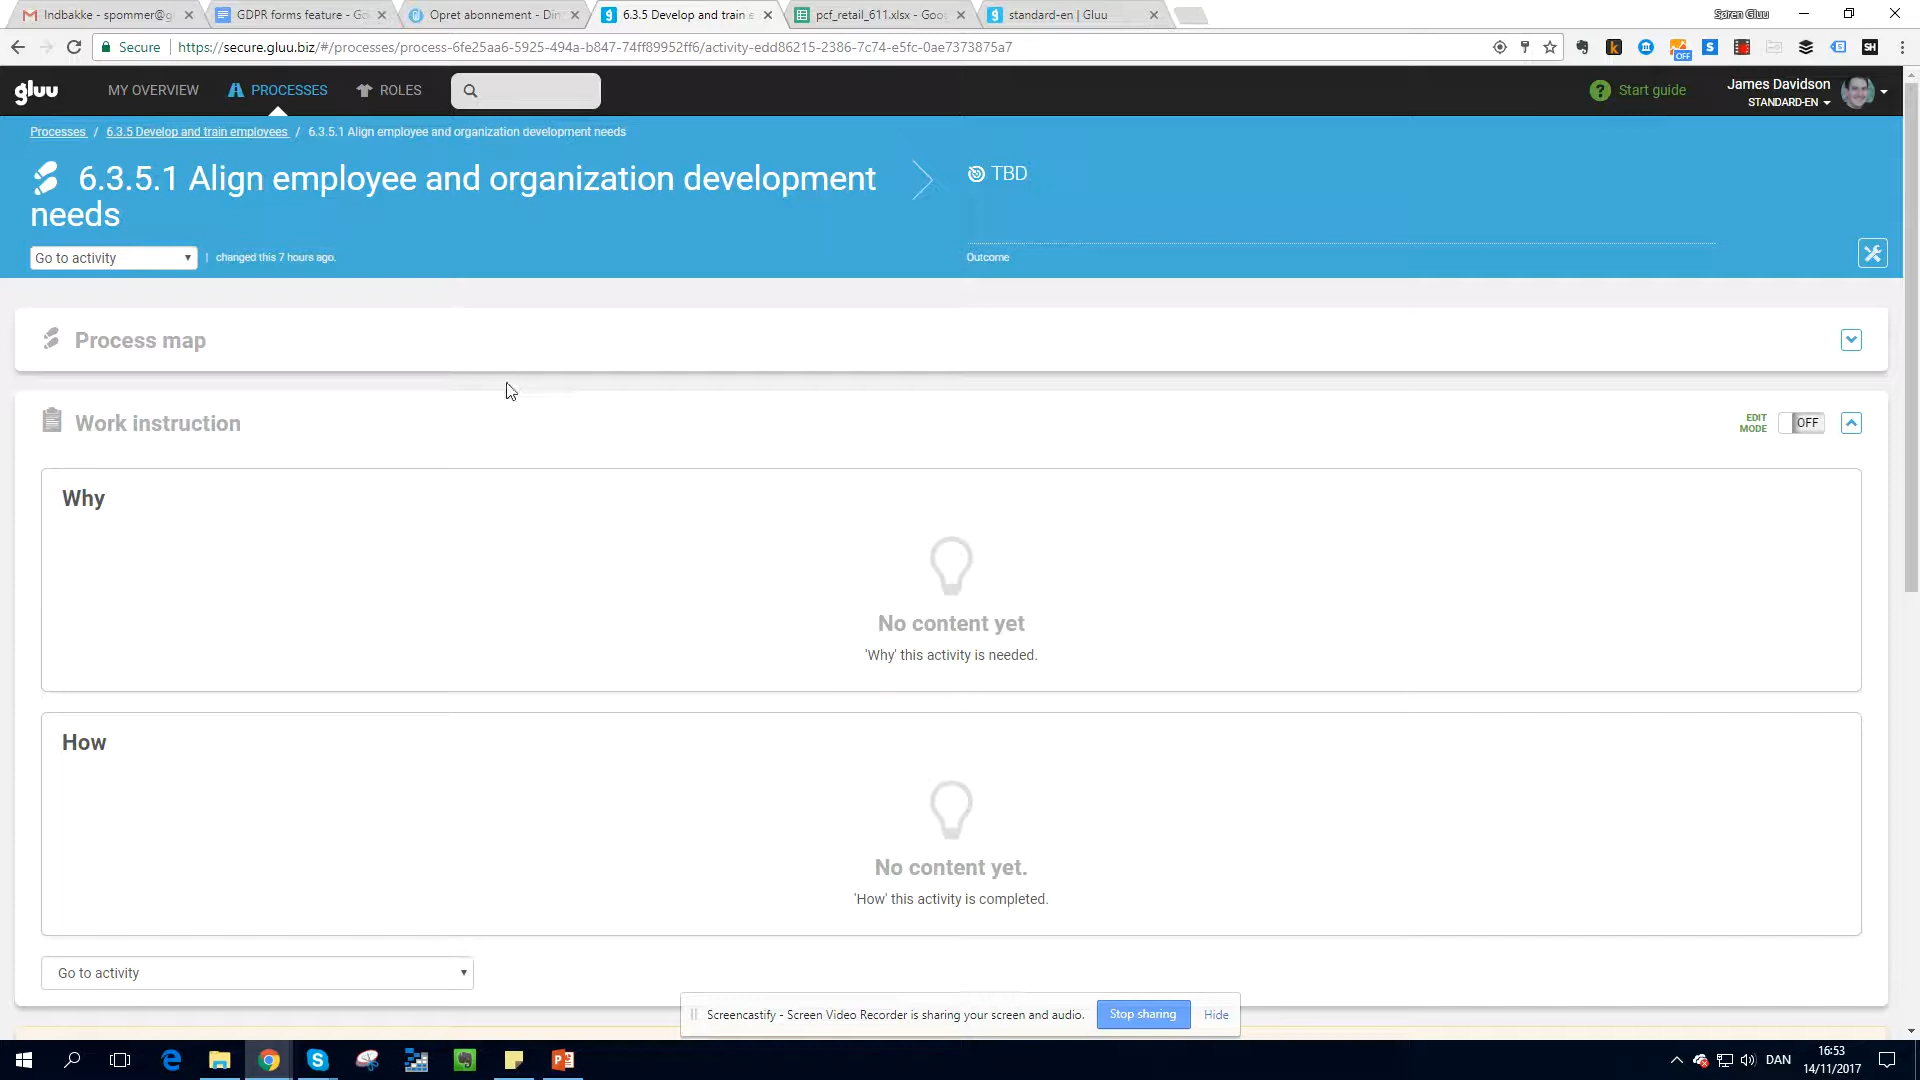 Indbakke - spommer@g
GDPR forms feature - Go
Opret abonnement - Din
6.3.5 Develop and train e
pcf_retail_611.xlsx - Goo
standard-en | Gluu
Søren Gluu
Secure
https://secure.gluu.biz/#/processes/process-6fe25aa6-5925-494a-b847-74ff89952ff6/activity-edd86215-2386-7c74-e5fc-0ae7373875a7
OFF
gluu
MY OVERVIEW
PROCESSES
ROLES
Start guide
James Davidson
STANDARD-EN
Processes / 6.3.5 Develop and train employees / 6.3.5.1 Align employee and organization development needs
6.3.5.1 Align employee and organization development
needs
TBD
Go to activity
| changed this 7 hours ago.
Outcome
Process map
Work instruction
EDIT
MODE
OFF
Why
No content yet
'Why' this activity is needed.
How
No content yet.
'How' this activity is completed.
Go to activity
Screencastify - Screen Video Recorder is sharing your screen and audio.
Stop sharing
Hide
DAN
16:53
14/11/2017